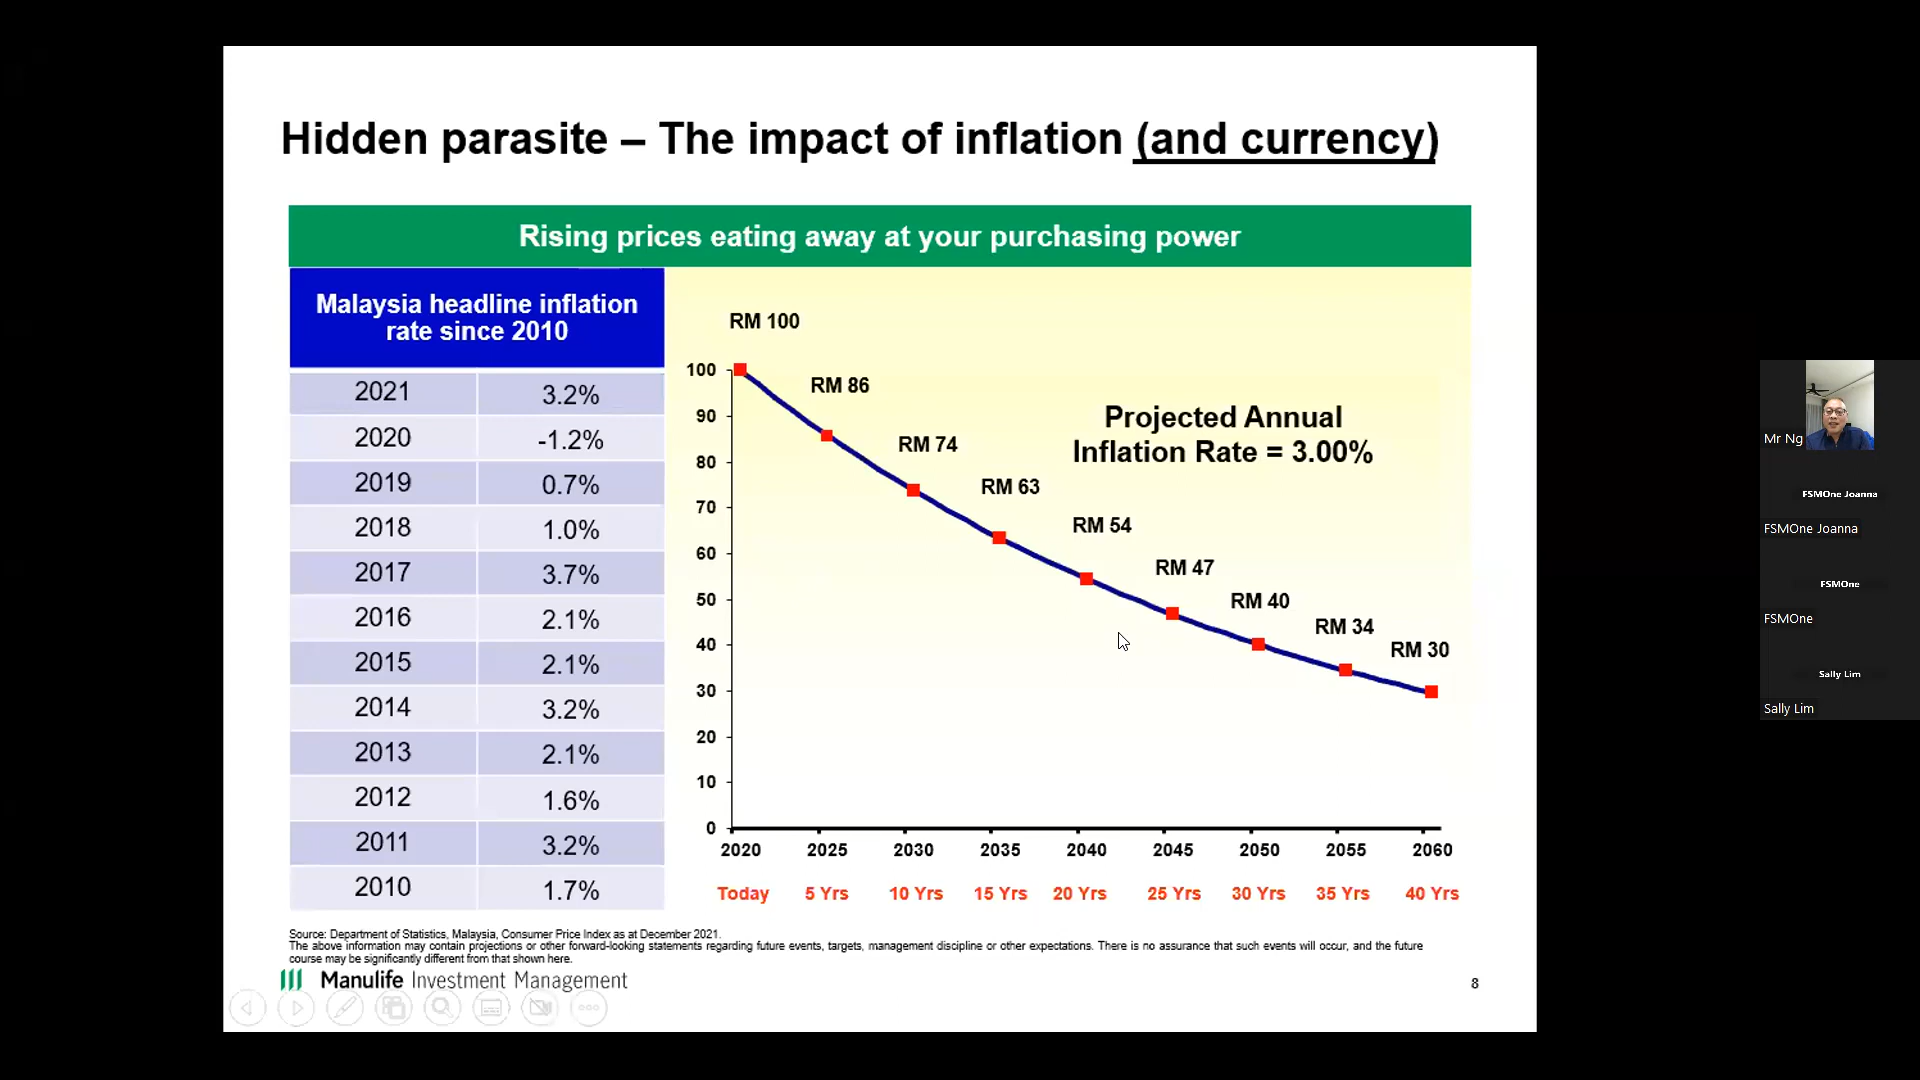 Hidden parasite – The impact of inflation (and currency)
Rising prices eating away at your purchasing power
Malaysia headline inflation
rate since 2010
2021 3.2%
2020 -1.2%
2019 0.7%
2018 1.0%
2017 3.7%
2016 2.1%
2015 2.1%
2014 3.2%
2013 2.1%
2012 1.6%
2011 3.2%
2010 1.7%
RM 100
RM 86
RM 74
RM 63
RM 54
RM 47
RM 40
RM 34
RM 30
Projected Annual
Inflation Rate = 3.00%
100
90
80
70
60
50
40
30
20
10
0
2020 2025 2030 2035 2040 2045 2050 2055 2060
Today 5 Yrs 10 Yrs 15 Yrs 20 Yrs 25 Yrs 30 Yrs 35 Yrs 40 Yrs
Source: Department of Statistics, Malaysia, Consumer Price Index as at December 2021.
The above information may contain projections or other forward-looking statements regarding future events, targets, management discipline or other expectations. There is no assurance that such events will occur, and the future
course may be significantly different from that shown here.
Manulife Investment Management
8
Mr Ng
FSMOne Joanna
FSMOne Joanna
FSMOne
FSMOne
Sally Lim
Sally Lim